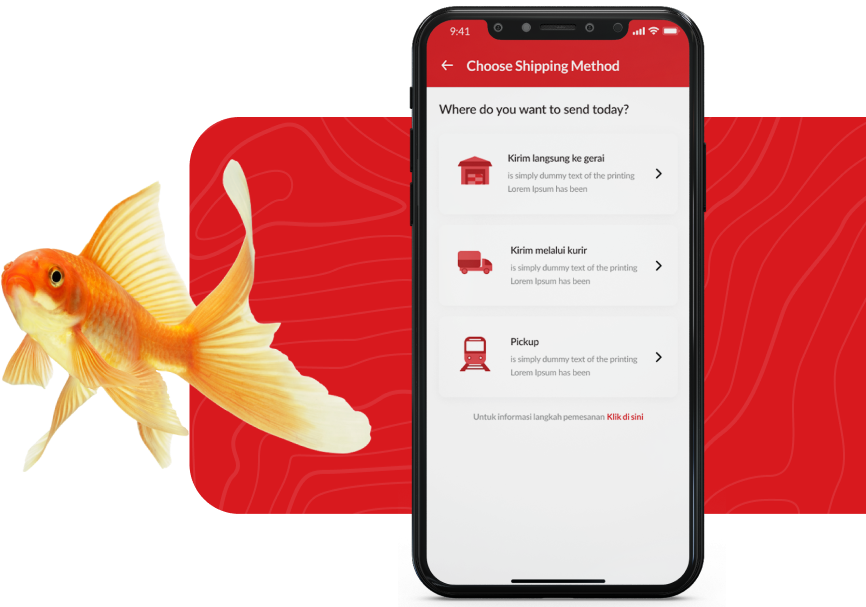 9:41
Choose Shipping Method
Where do you want to send today?
Kirim langsung ke gerai
is simply dummy text of the printing
Lorem Ipsum has been
Kirim melalui kurir
is simply dummy text of the printing
Lorem Ipsum has been
Pickup
is simply dummy text of the printing
Lorem Ipsum has been
Untuk informasi langkah pemesanan Klik di sini